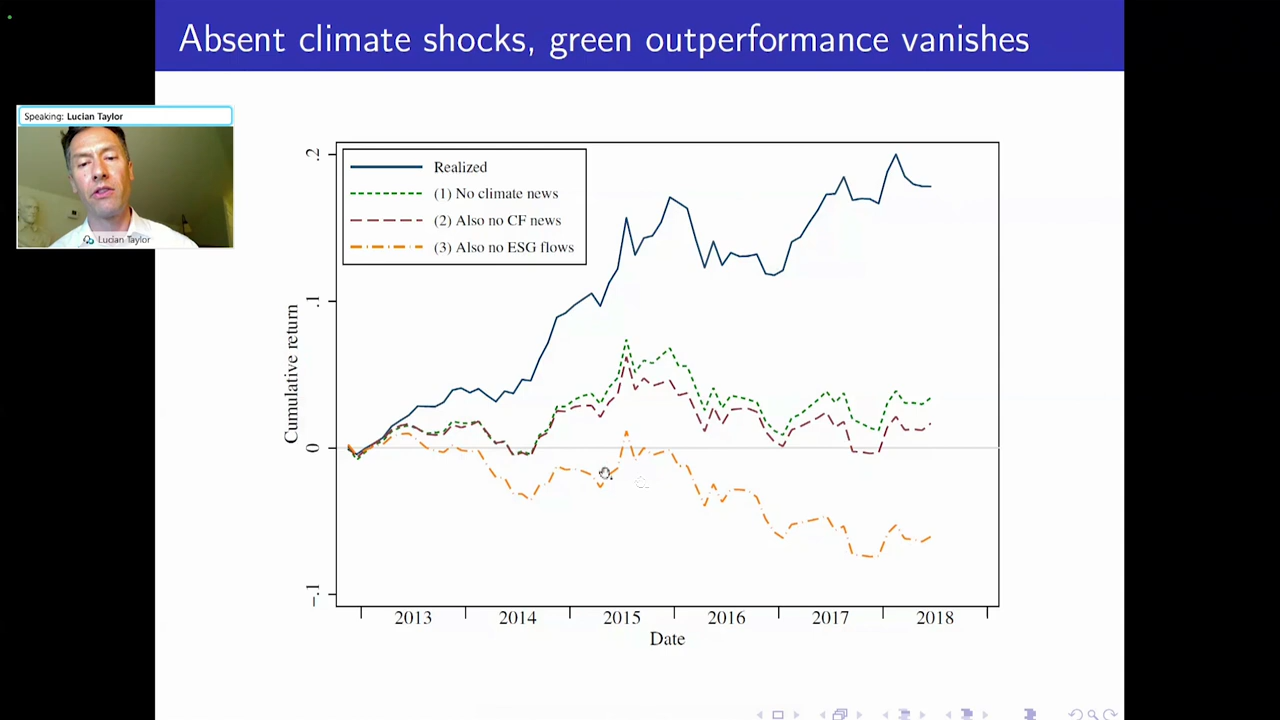 Absent climate shocks, green outperformance vanishes
Speaking: Lucian Taylor
Lucian Taylor
Realized
(1) No climate news
(2) Also no CF news
(3) Also no ESG flows
Cumulative return
.2
.1
0
-.1
2013 2014 2015 2016 2017 2018
Date